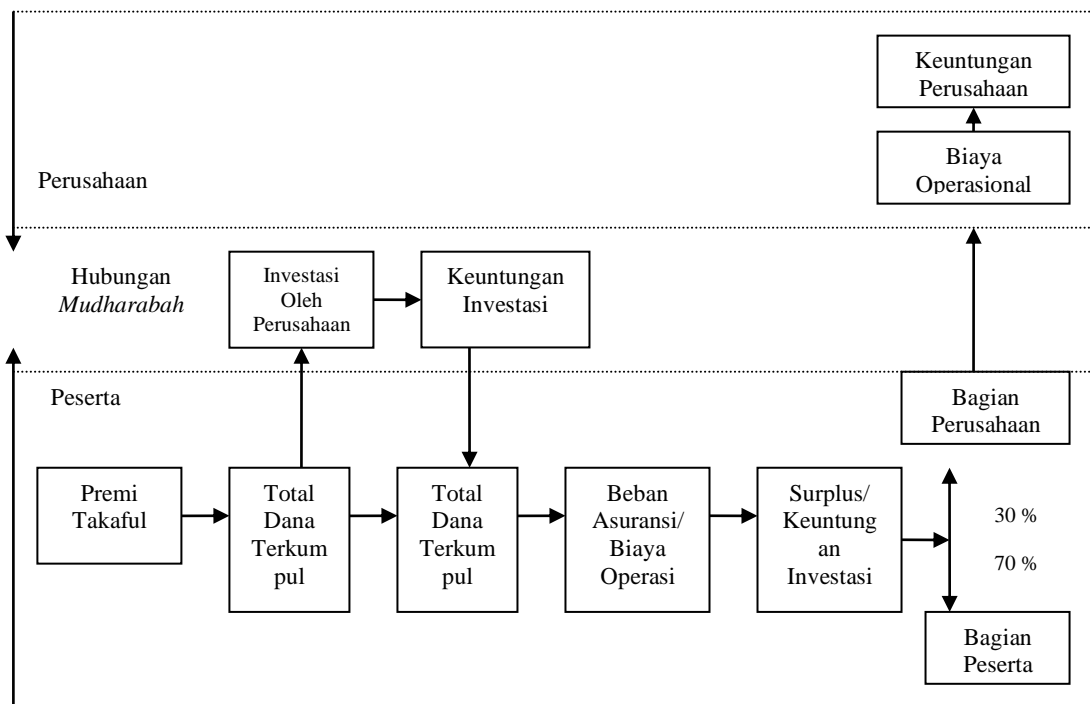 Keuntungan
Perusahaan
Biaya
Operasional
Perusahaan
Hubungan
Mudharabah
Investasi
Oleh
Perusahaan
Keuntungan
Investasi
Peserta
Bagian
Perusahaan
Premi
Takaful
Total
Dana
Terkum
pul
Total
Dana
Terkum
pul
Beban
Asuransi/
Biaya
Operasi
Surplus/
Keuntung
an
Investasi
30 %
70 %
Bagian
Peserta